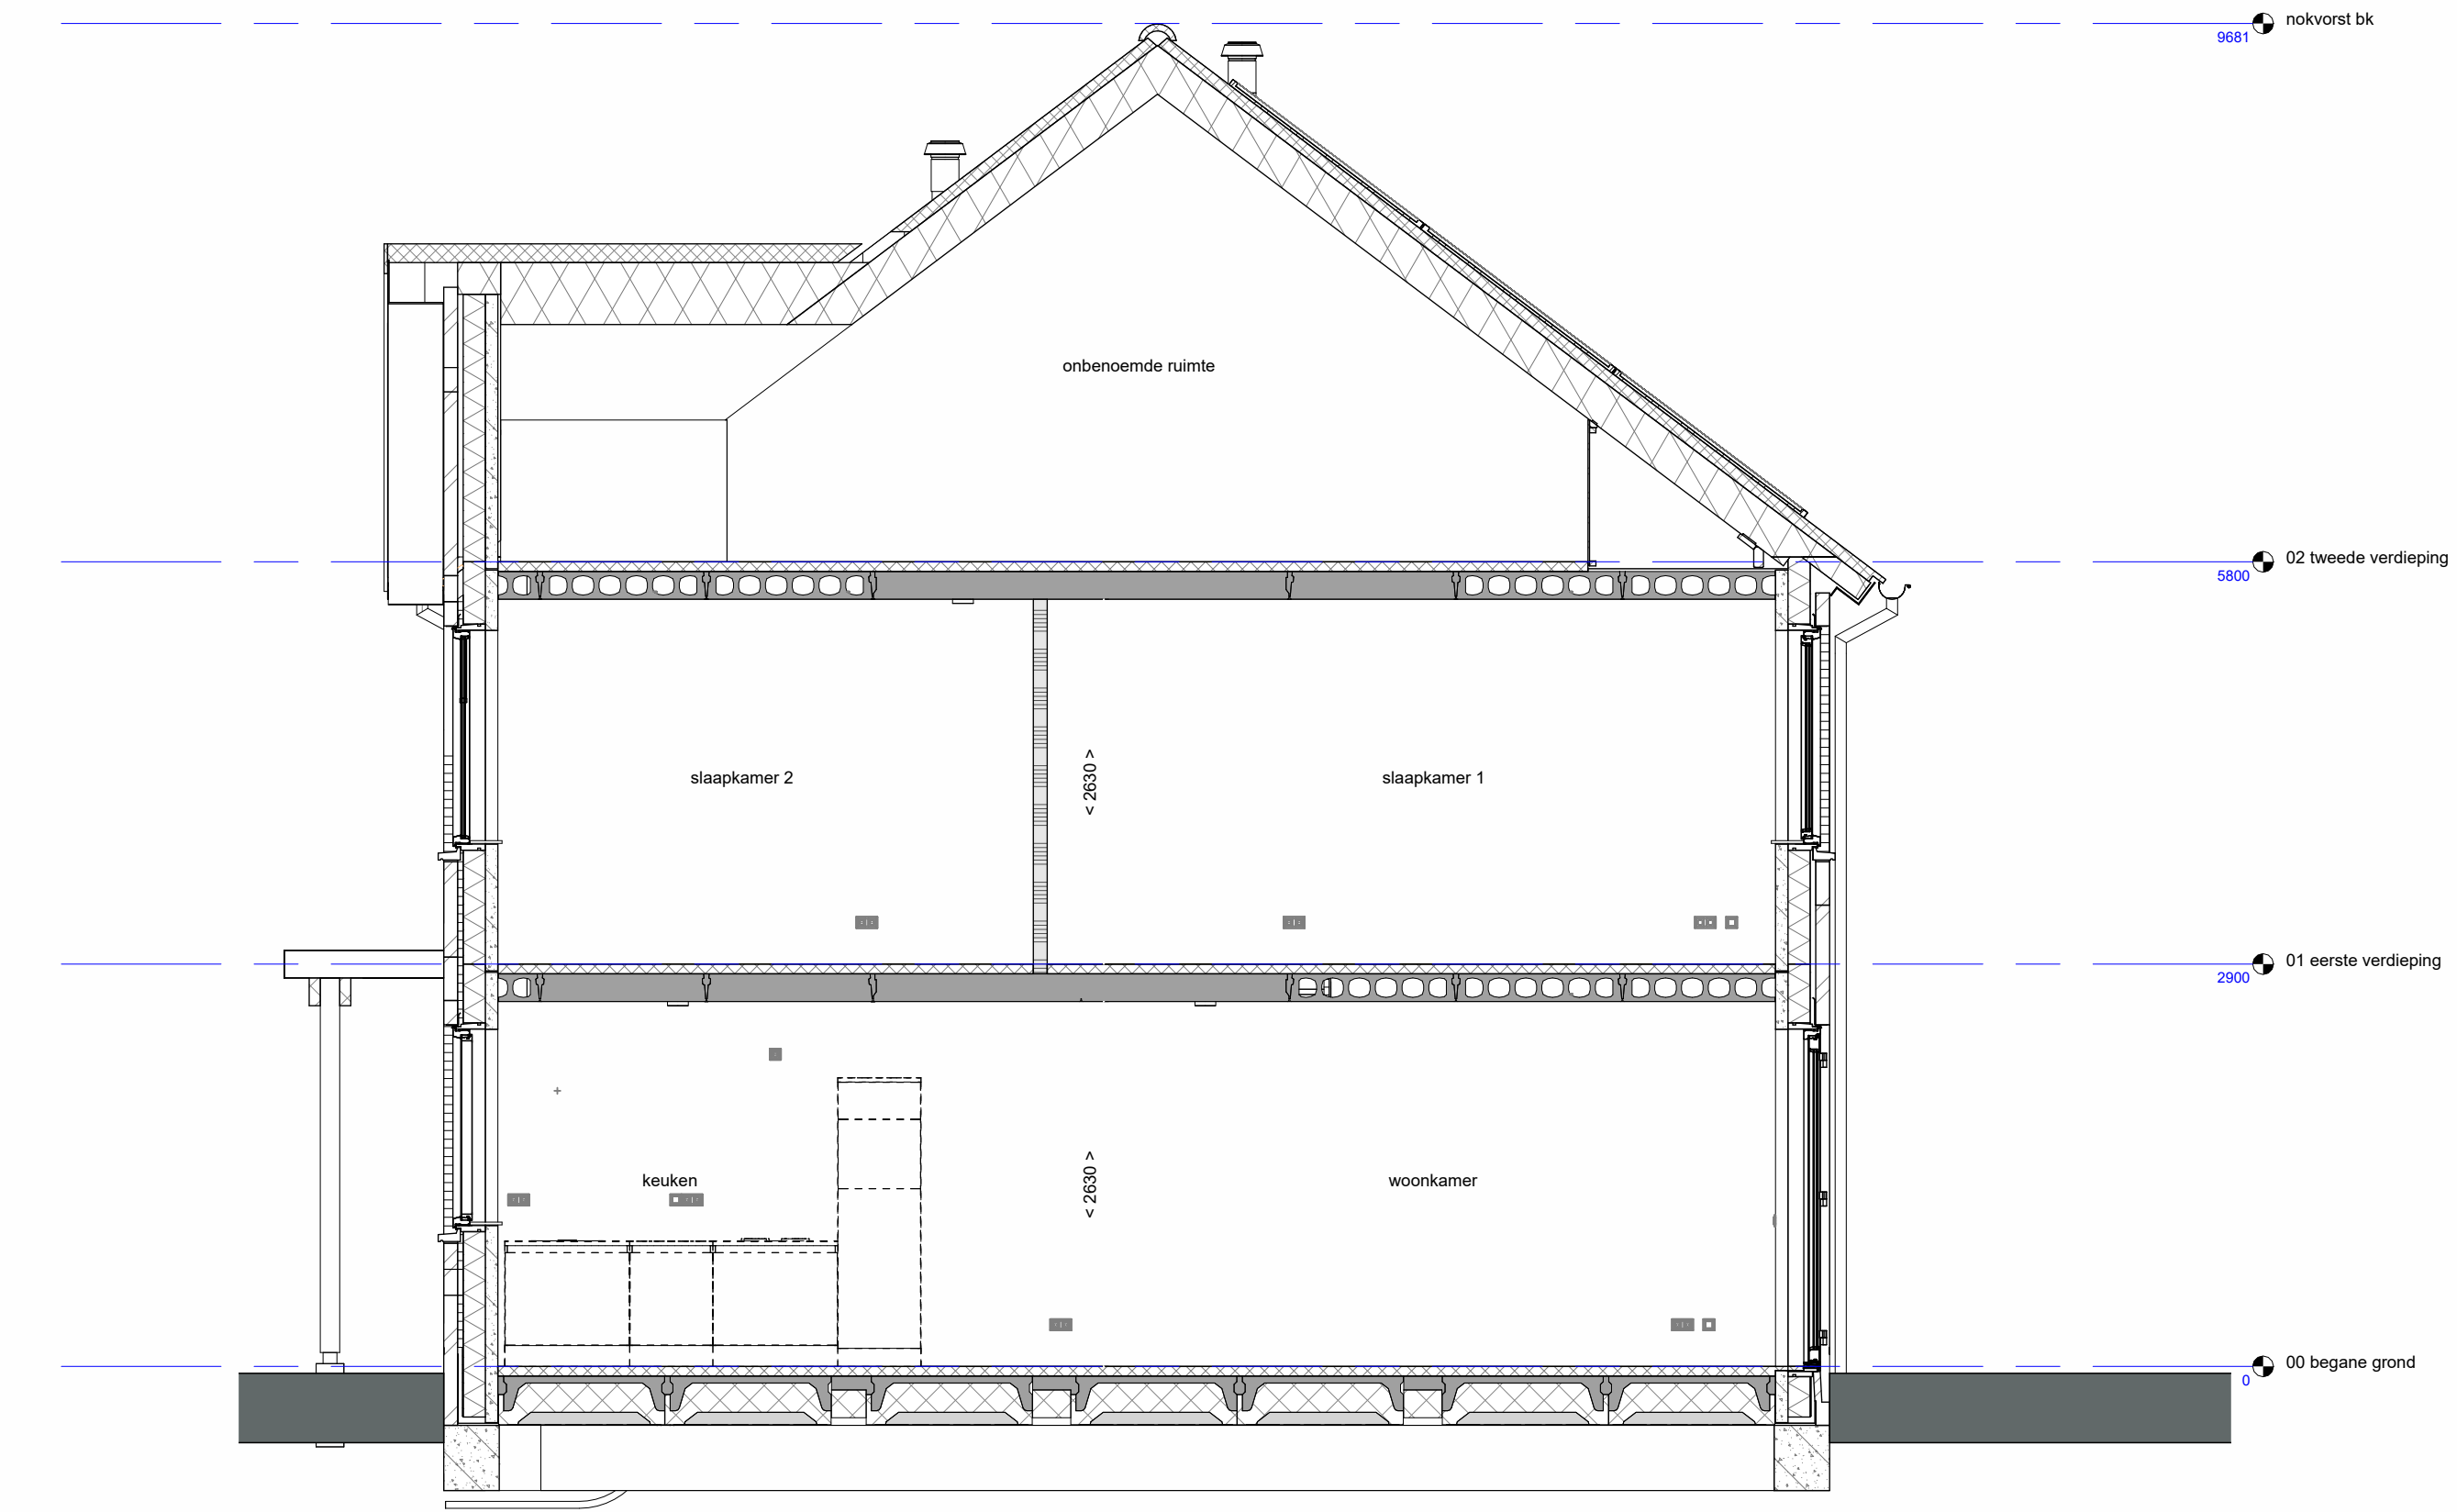 nokvorst bk
9681
onbenoemde ruimte
02 tweede verdieping
5800
slaapkamer 2
< 2630 >
slaapkamer 1
01 eerste verdieping
2900
keuken
< 2630 >
woonkamer
00 begane grond
0